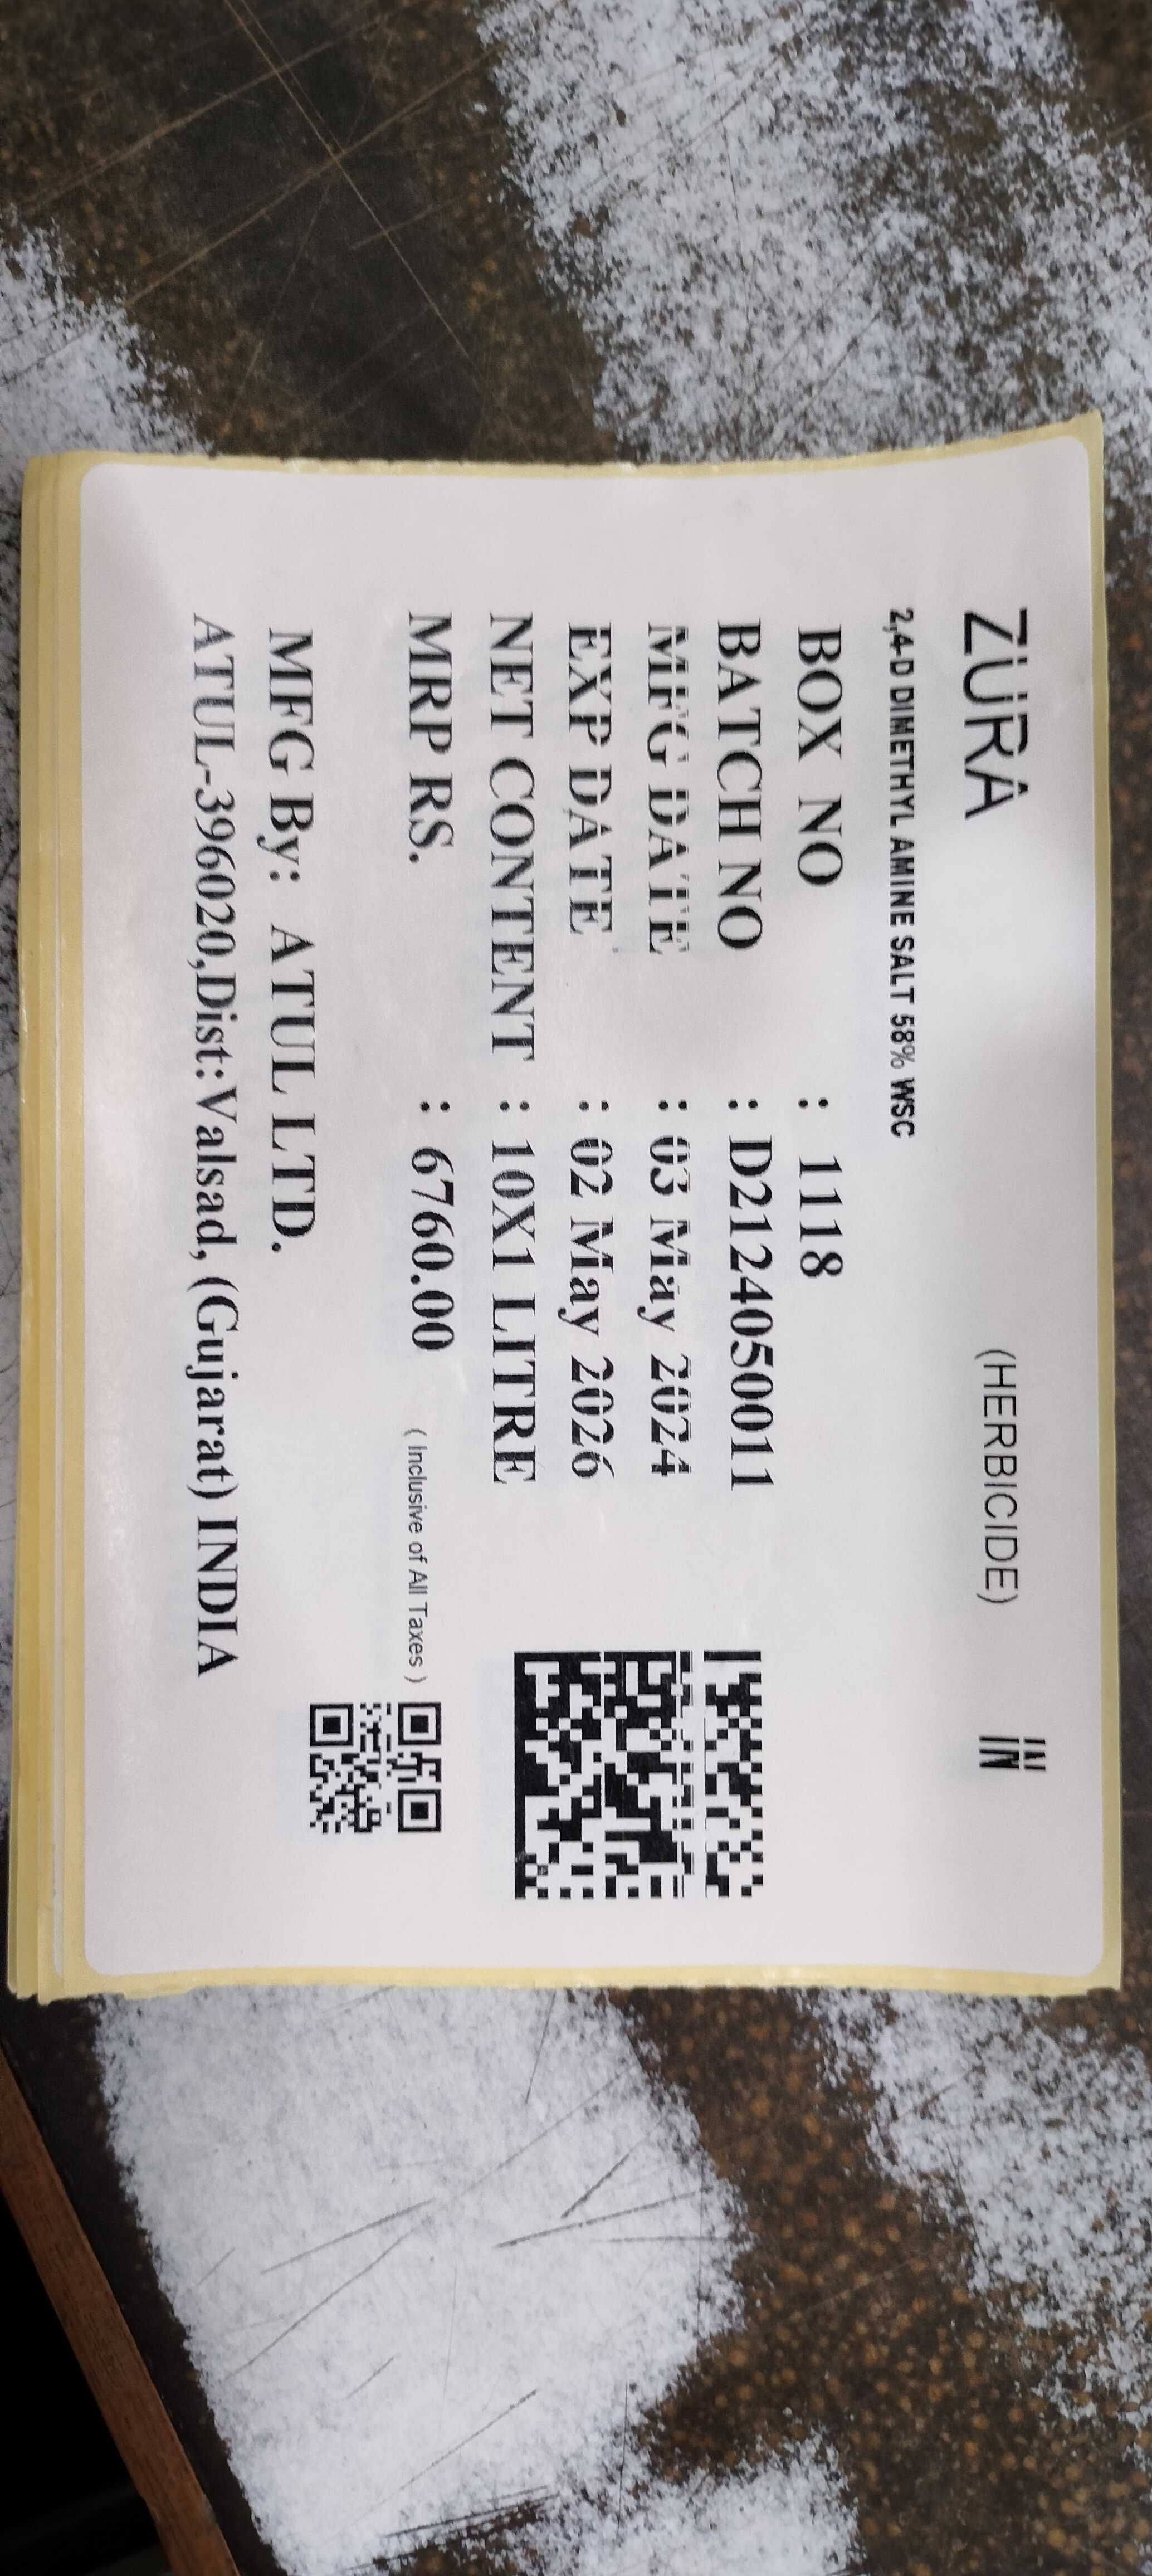 ZURA (HERBICIDE) IN
2,4-D DIMETHYL AMINE SALT 58% WSC
BOX NO : 1118
BATCH NO : D2124050011
MFG DATE : 03 May 2024
EXP DATE : 02 May 2026
NET CONTENT : 10X1 LITRE
MRP RS. : 6760.00 ( Inclusive of All Taxes )
MFG By: ATUL LTD.
ATUL-396020,Dist:Valsad, (Gujarat) INDIA